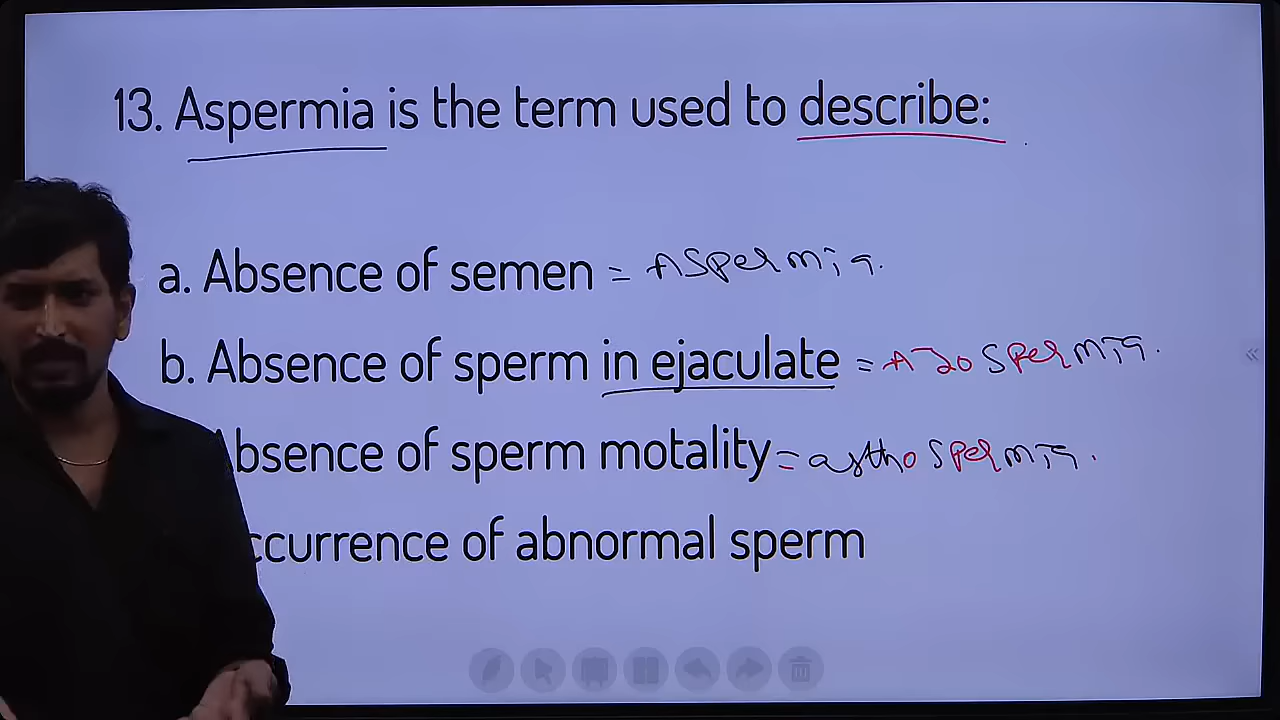 13. Aspermia is the term used to describe:
a. Absence of semen = Aspermia.
b. Absence of sperm in ejaculate = Azospermia.
Absence of sperm motality = asthospermia.
ccurrence of abnormal sperm